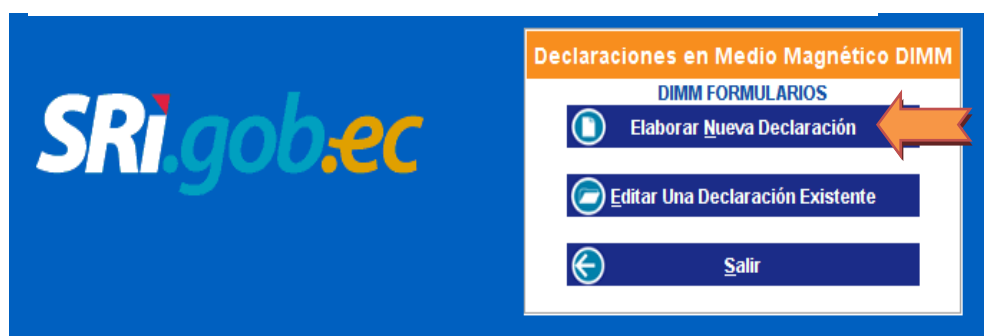 SRi.gob.ec
Declaraciones en Medio Magnético DIMM
DIMM FORMULARIOS
Elaborar Nueva Declaración
Editar Una Declaración Existente
Salir